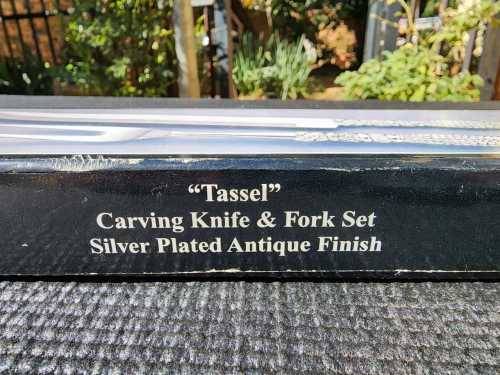 “Tassel”
Carving Knife & Fork Set
Silver Plated Antique Finish